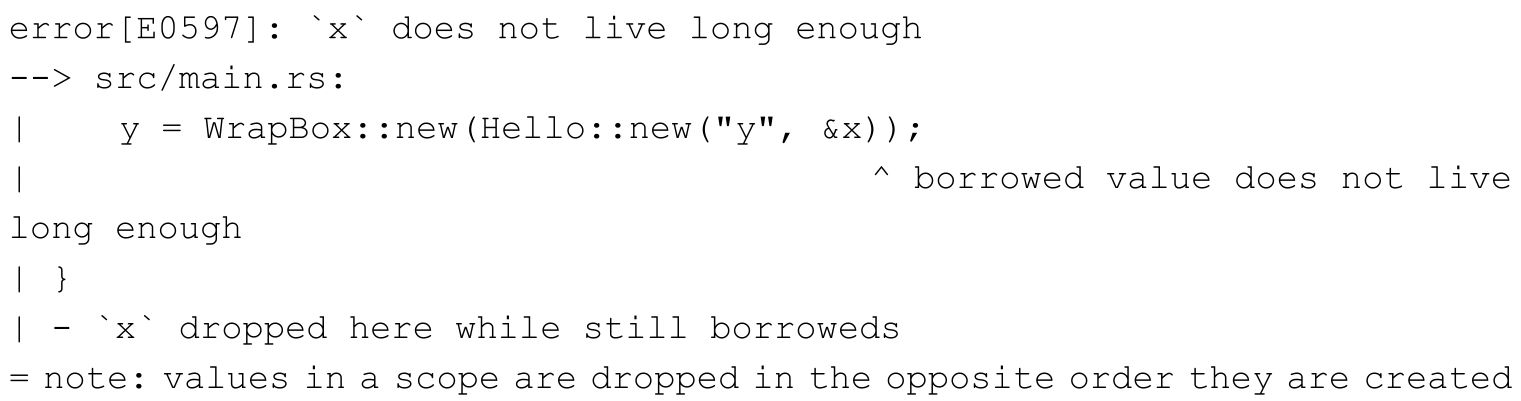 error[E0597]: `x` does not live long enough
--> src/main.rs:
|    y = WrapBox::new(Hello::new("y", &x));
|                                      ^ borrowed value does not live
long enough
| }
| - `x` dropped here while still borroweds
= note: values in a scope are dropped in the opposite order they are created